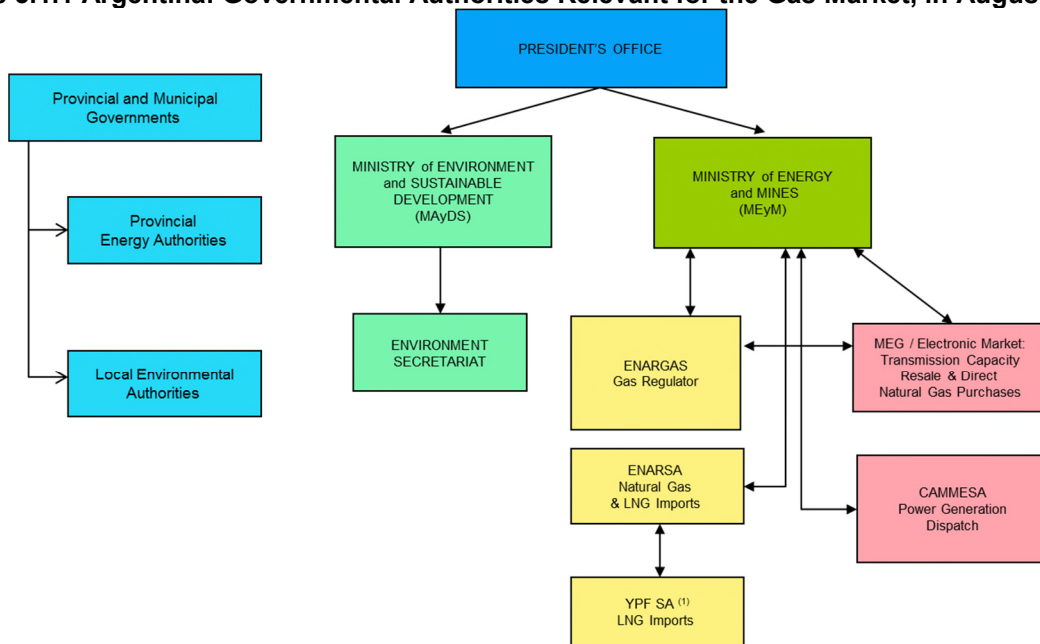 Argentinal Governmental Authorities Relevant for the Gas Market, in
PRESIDENT'S OFFICE
Provincial and Municipal
Governments
MINISTRY of ENVIRONMENT
and SUSTAINABLE
DEVELOPMENT
(MAyDS)
MINISTRY of ENERGY
and MINES
(MEyM)
Provincial
Energy Authorities
ENVIRONMENT
SECRETARIAT
ENARGAS
Gas Regulator
MEG / Electronic Market:
Transmission Capacity
Resale & Direct
Natural Gas Purchases
Local Environmental
Authorities
ENARSA
Natural Gas
& LNG Imports
CAMMESA
Power Generation
Dispatch
YPF SA (1)
LNG Imports